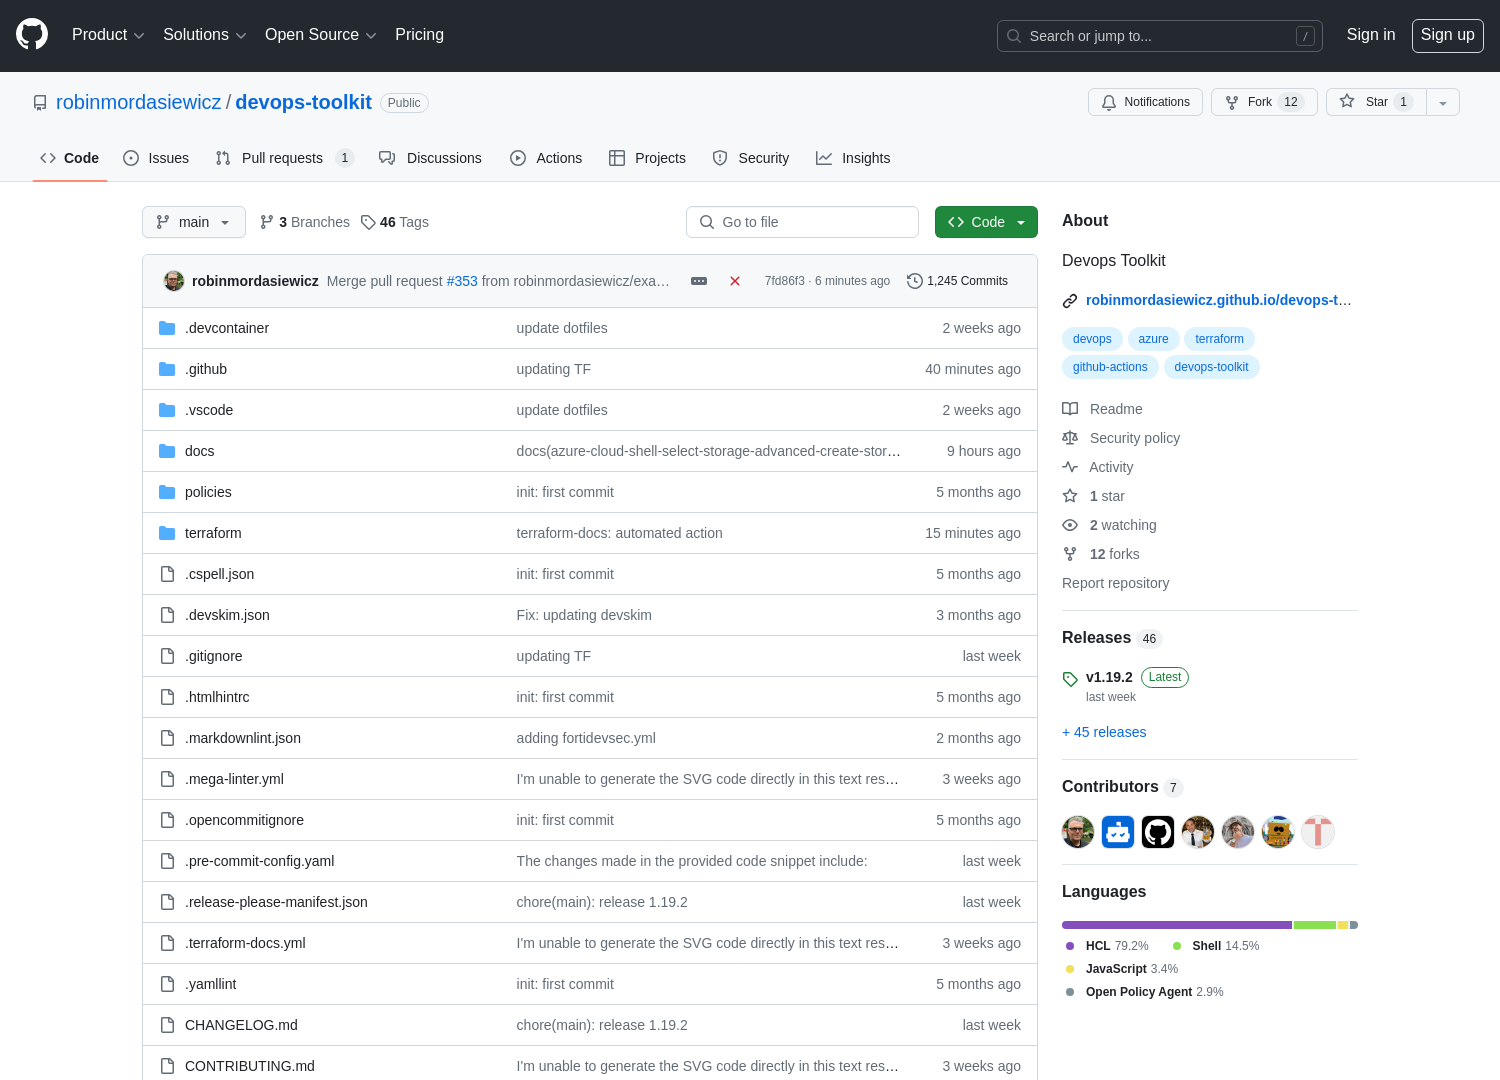 Product Solutions Open Source Pricing Search or jump to... / Sign in Sign up
robinmordasiewicz / devops-toolkit Public Notifications Fork 12 Star 1
Code Issues Pull requests 1 Discussions Actions Projects Security Insights
main 3 Branches 46 Tags Go to file Code
robinmordasiewicz Merge pull request #353 from robinmordasiewicz/exa... 7fd86f3 · 6 minutes ago 1,245 Commits
.devcontainer update dotfiles 2 weeks ago
.github updating TF 40 minutes ago
.vscode update dotfiles 2 weeks ago
docs docs(azure-cloud-shell-select-storage-advanced-create-stor... 9 hours ago
policies init: first commit 5 months ago
terraform terraform-docs: automated action 15 minutes ago
.cspell.json init: first commit 5 months ago
.devskim.json Fix: updating devskim 3 months ago
.gitignore updating TF last week
.htmlhintrc init: first commit 5 months ago
.markdownlint.json adding fortidevsec.yml 2 months ago
.mega-linter.yml I'm unable to generate the SVG code directly in this text res... 3 weeks ago
.opencommitignore init: first commit 5 months ago
.pre-commit-config.yaml The changes made in the provided code snippet include: last week
.release-please-manifest.json chore(main): release 1.19.2 last week
.terraform-docs.yml I'm unable to generate the SVG code directly in this text res... 3 weeks ago
.yamllint init: first commit 5 months ago
CHANGELOG.md chore(main): release 1.19.2 last week
CONTRIBUTING.md I'm unable to generate the SVG code directly in this text res... 3 weeks ago
About
Devops Toolkit
robinmordasiewicz.github.io/devops-t...
devops azure terraform
github-actions devops-toolkit
Readme
Security policy
Activity
1 star
2 watching
12 forks
Report repository
Releases 46
v1.19.2 Latest
last week
+ 45 releases
Contributors 7
Languages
HCL 79.2% Shell 14.5%
JavaScript 3.4%
Open Policy Agent 2.9%